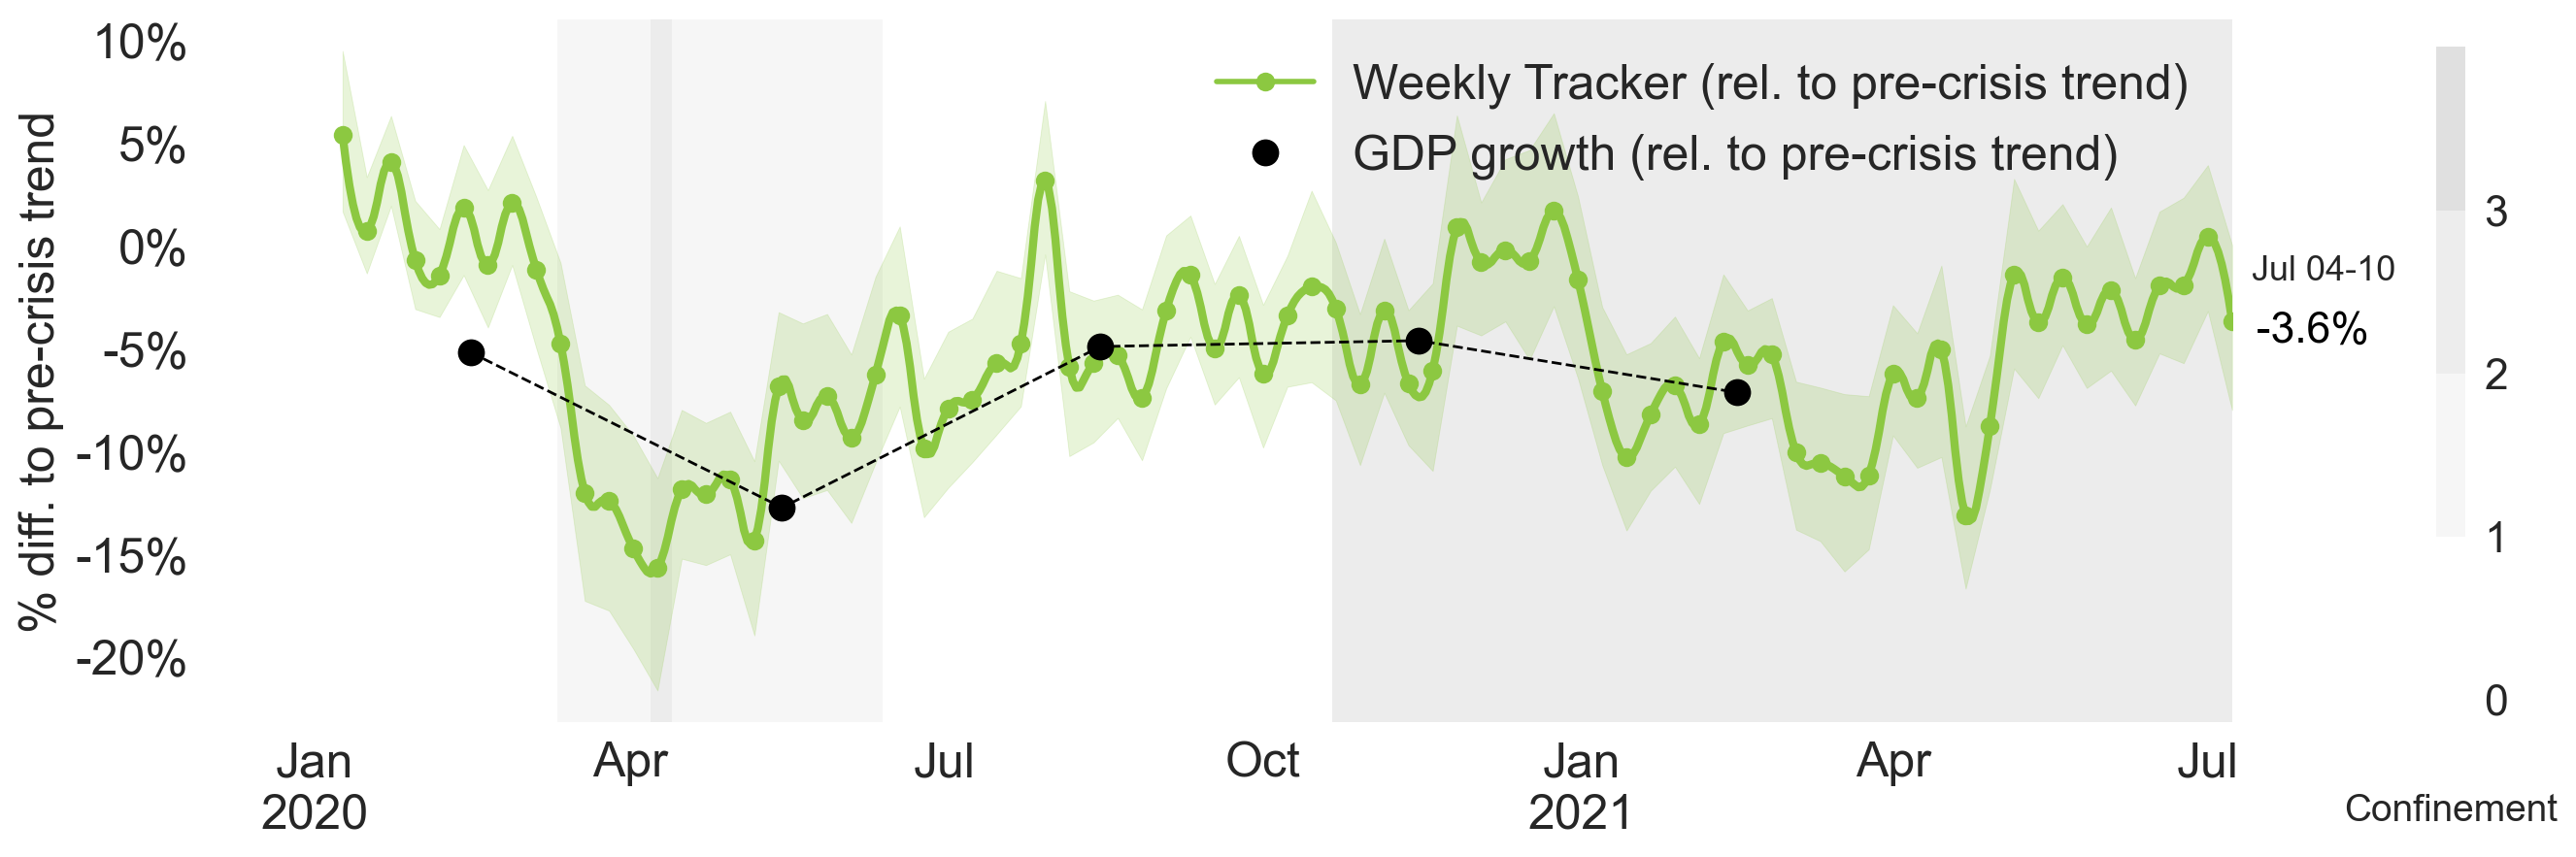 % diff. to pre-crisis trend
10%
5%
0%
-5%
-10%
-15%
-20%
Weekly Tracker (rel. to pre-crisis trend)
GDP growth (rel. to pre-crisis trend)
Jul 04-10
-3.6%
3
2
1
0
Jan Apr Jul Oct Jan Apr Jul
2020 2021
Confinement